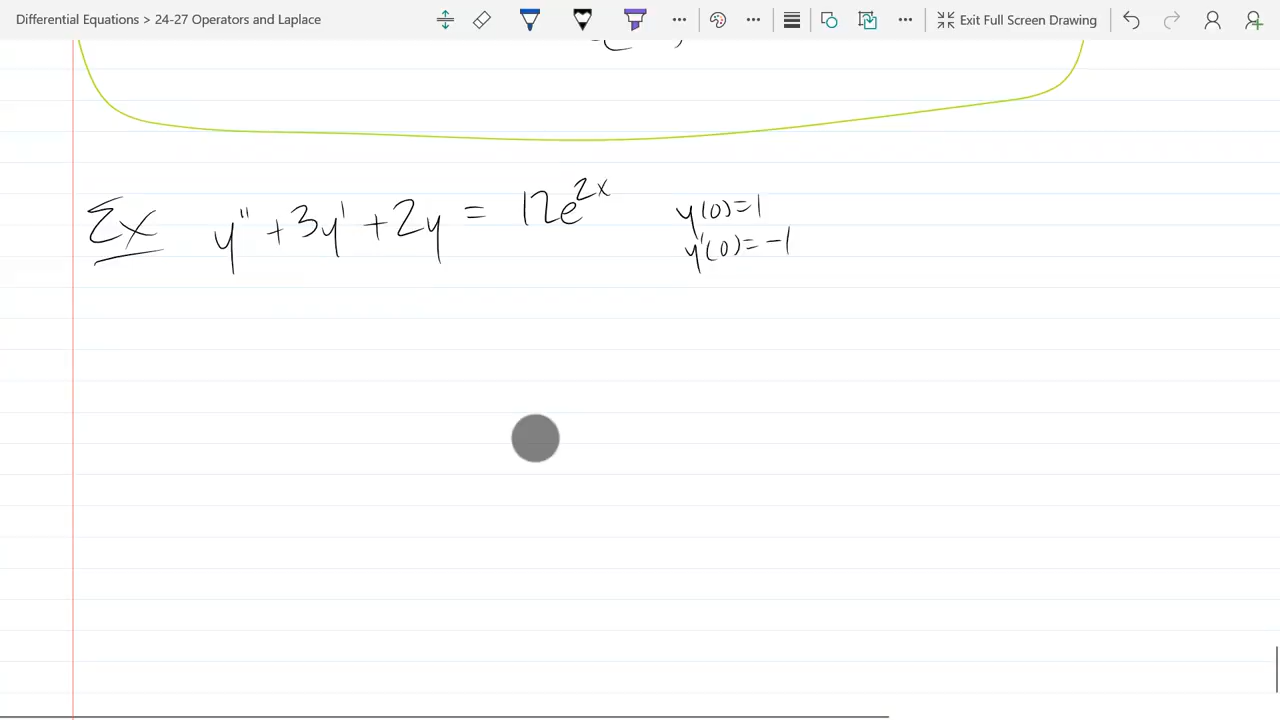 Differential Equations > 24-27 Operators and Laplace
Exit Full Screen Drawing
Ex y" + 3y' + 2y = 12e^{2x} y(0)=1
y'(0)=-1